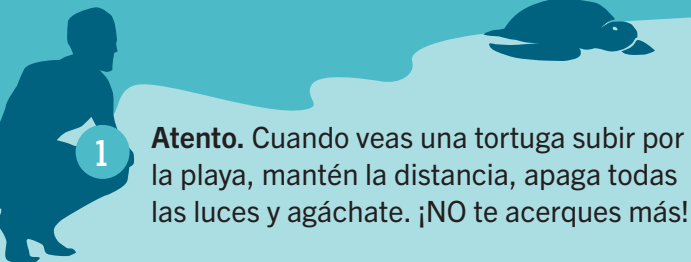 1
Atento. Cuando veas una tortuga subir por
la playa, mantén la distancia, apaga todas
las luces y agáchate. ¡NO te acerques más!